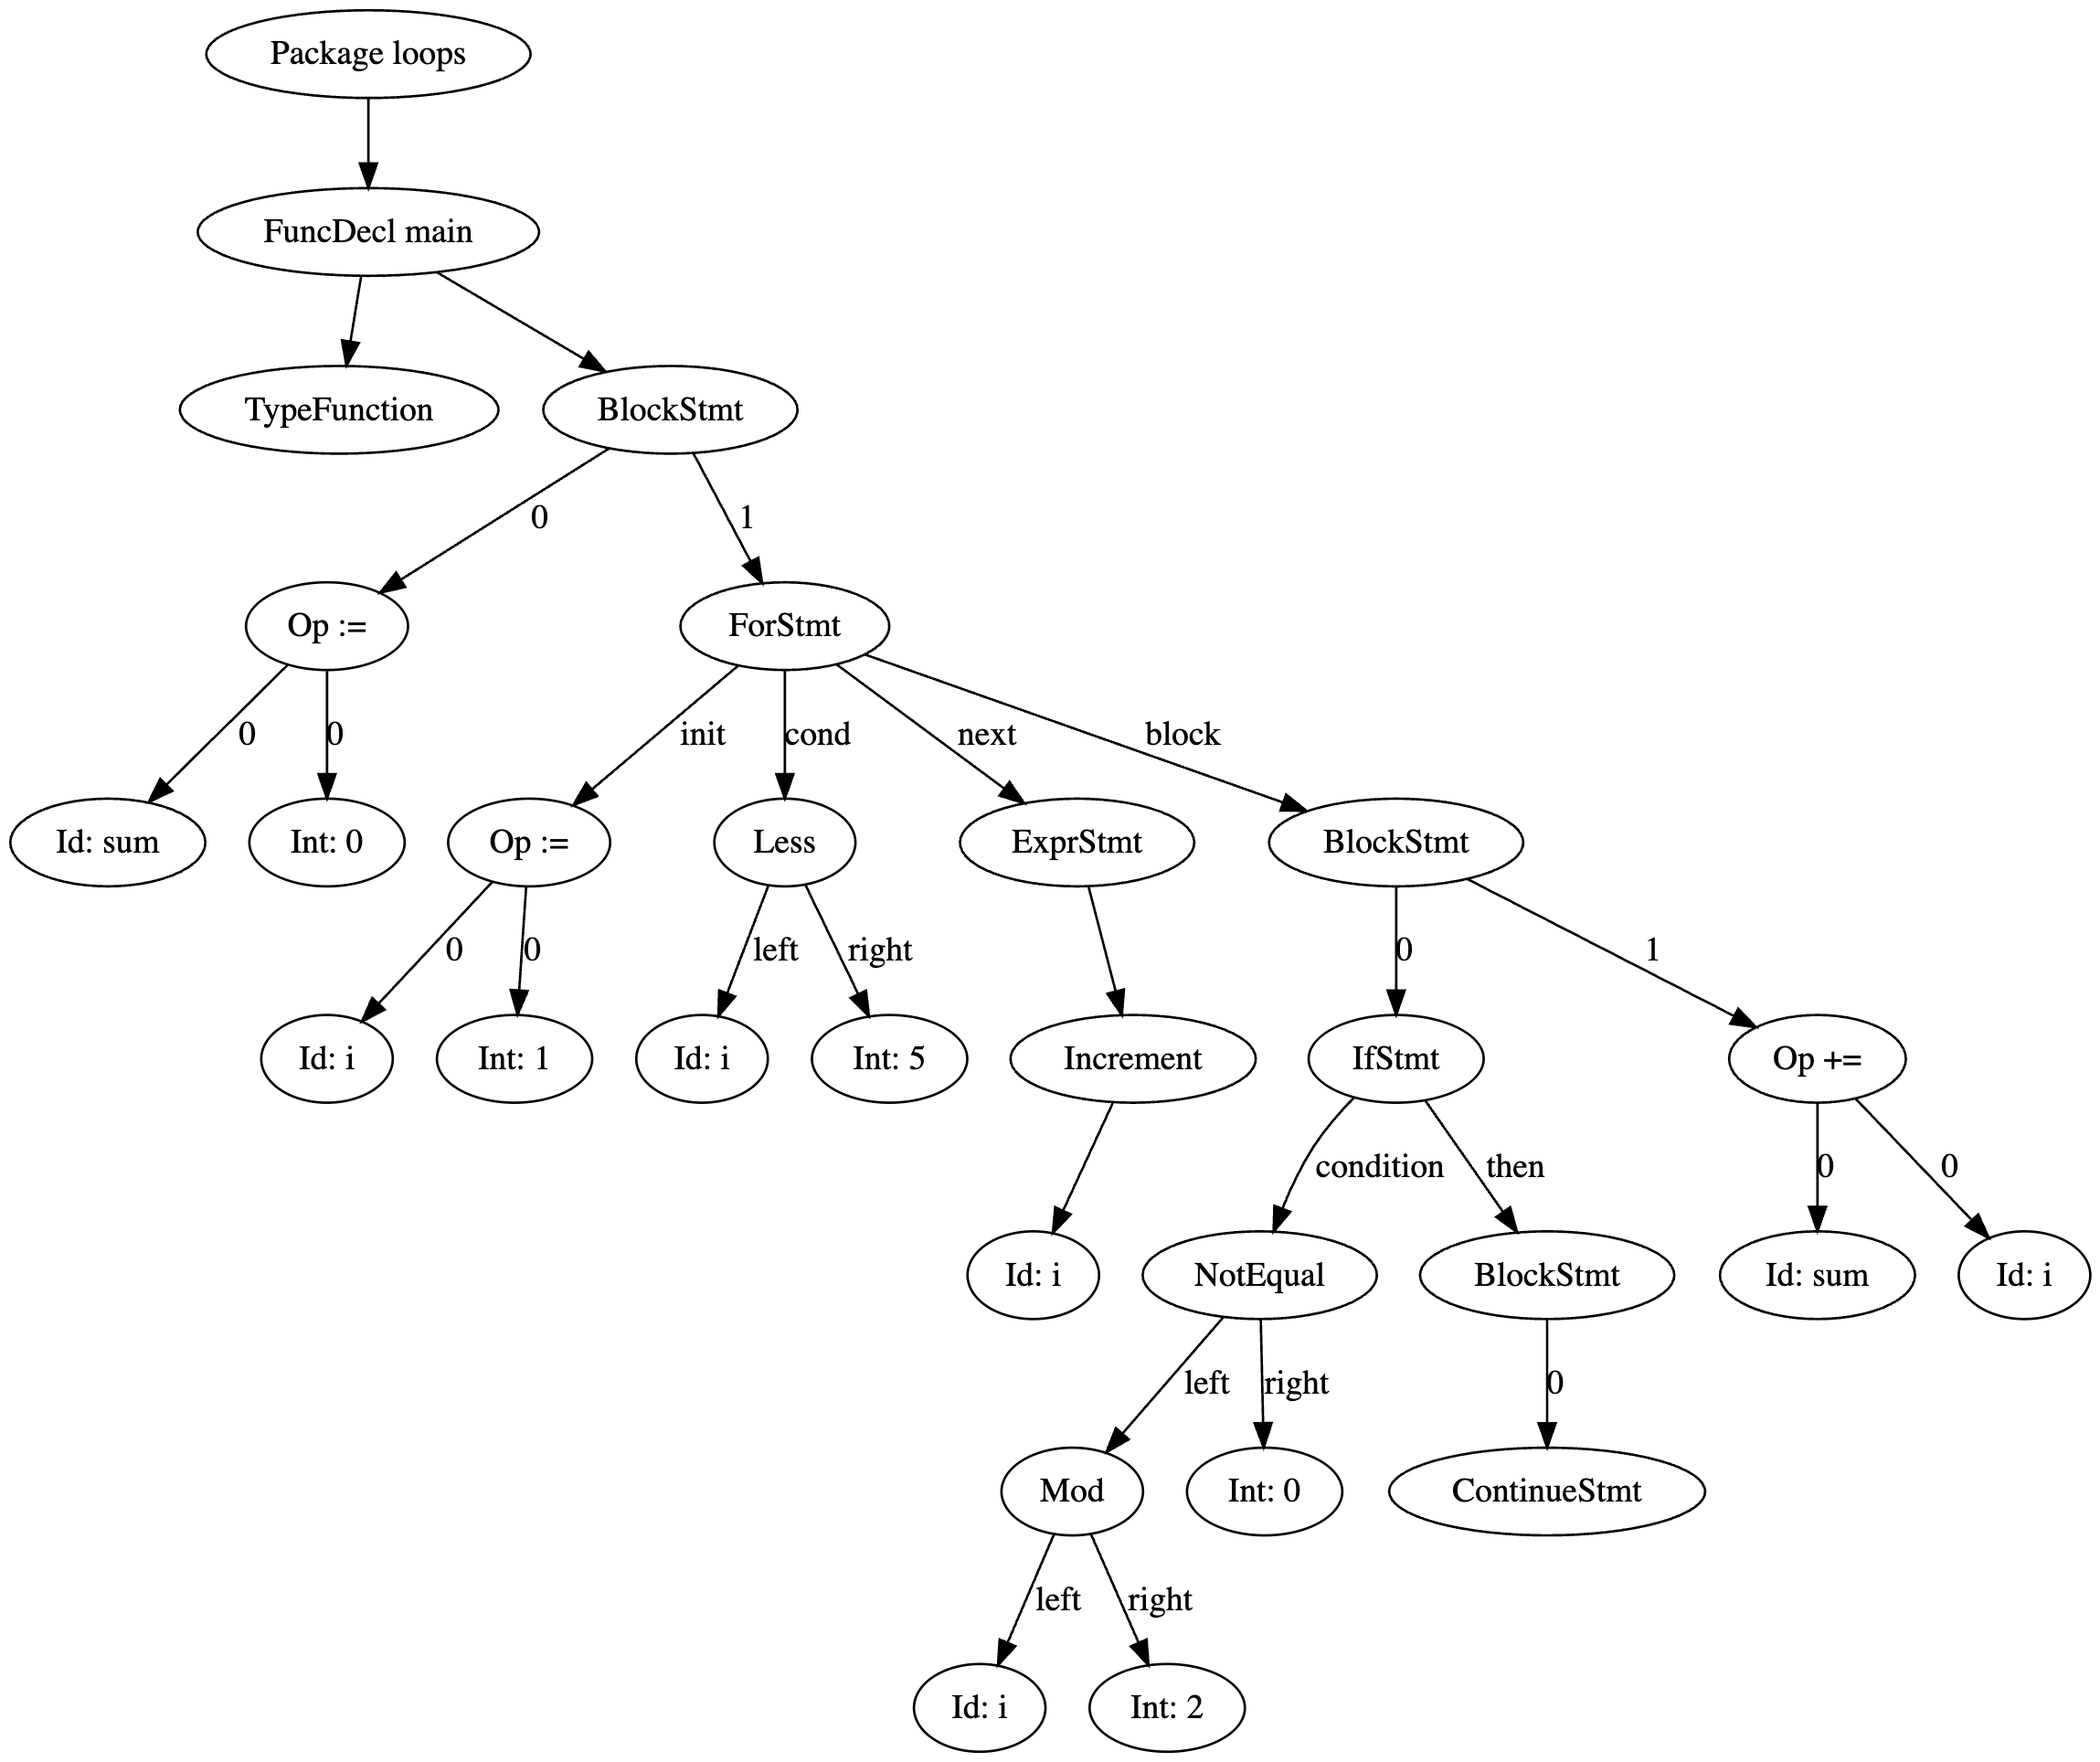 Package loops
FuncDecl main
TypeFunction
BlockStmt
0
1
Op :=
ForStmt
0
0
init
cond
next
block
Id: sum
Int: 0
Op :=
Less
ExprStmt
BlockStmt
0
0
left
right
0
1
Id: i
Int: 1
Id: i
Int: 5
Increment
IfStmt
Op +=
condition
then
0
0
Id: i
NotEqual
BlockStmt
Id: sum
Id: i
left
right
0
Mod
Int: 0
ContinueStmt
left
right
Id: i
Int: 2